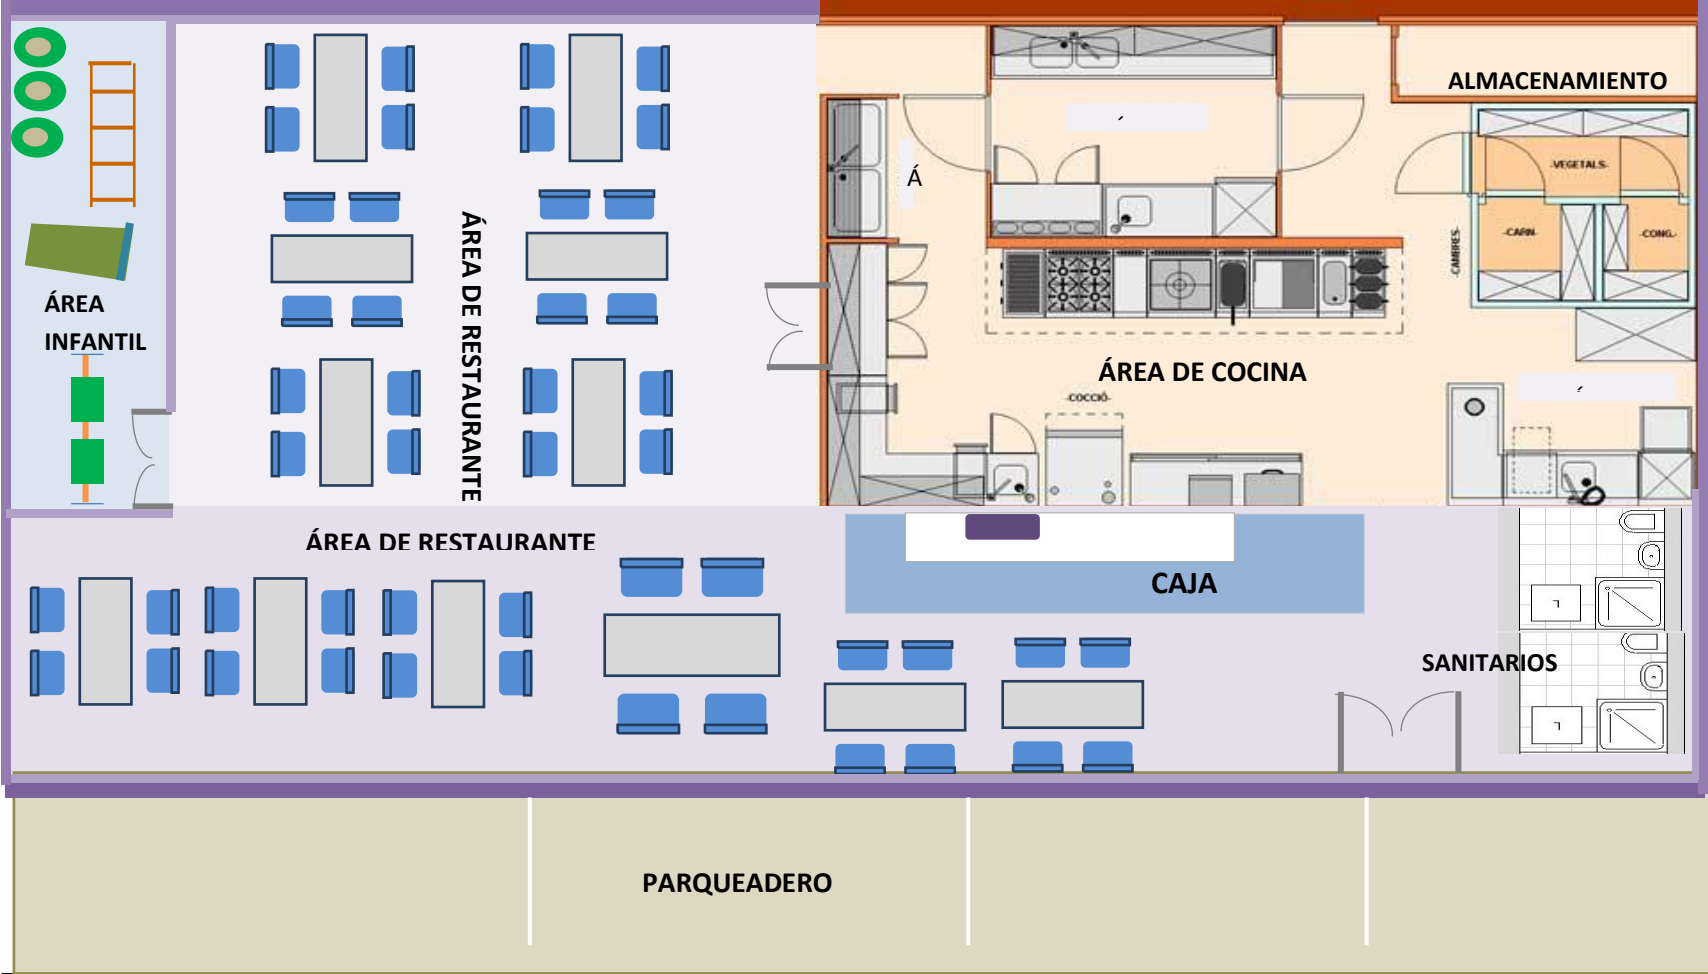 ALMACENAMIENTO
´
Á
-VEGETALS-
-CARN-
-CONG.-
-CAMBRES-
ÁREA
INFANTIL
ÁREA DE RESTAURANTE
ÁREA DE COCINA
´
-COCCIÓ-
ÁREA DE RESTAURANTE
CAJA
SANITARIOS
PARQUEADERO